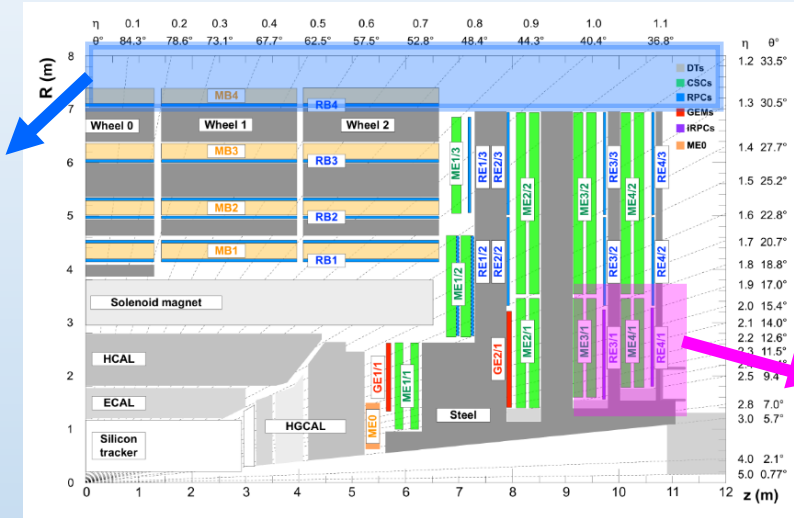 η 0.1 0.2 0.3 0.4 0.5 0.6 0.7 0.8 0.9 1.0 1.1
θ° 84.3° 78.6° 73.1° 67.7° 62.5° 57.5° 52.8° 48.4° 44.3° 40.4° 36.8° η θ°
R (m)
8
7
6
5
4
3
2
1
0
1.2 33.5°
1.3 30.5°
1.4 27.7°
1.5 25.2°
1.6 22.8°
1.7 20.7°
1.8 18.8°
1.9 17.0°
2.0 15.4°
2.1 14.0°
2.2 12.6°
2.3 11.5°
2.5 9.4°
2.8 7.0°
3.0 5.7°
4.0 2.1°
5.0 0.77°
DTs
CSCs
RPCs
GEMs
iRPCs
ME0
MB4
RB4
Wheel 0
Wheel 1
Wheel 2
MB3
RB3
MB2
RB2
MB1
RB1
Solenoid magnet
HCAL
ECAL
Silicon
tracker
HGCAL
Steel
ME0
GE1/1
ME1/1
ME1/2
ME1/3
RE1/3
RE2/3
RE1/2
RE2/2
GE2/1
ME2/2
ME2/1
ME3/2
RE3/3
ME4/2
RE4/3
RE3/2
RE4/2
ME3/1
RE3/1
ME4/1
RE4/1
0 1 2 3 4 5 6 7 8 9 10 11 12 z (m)